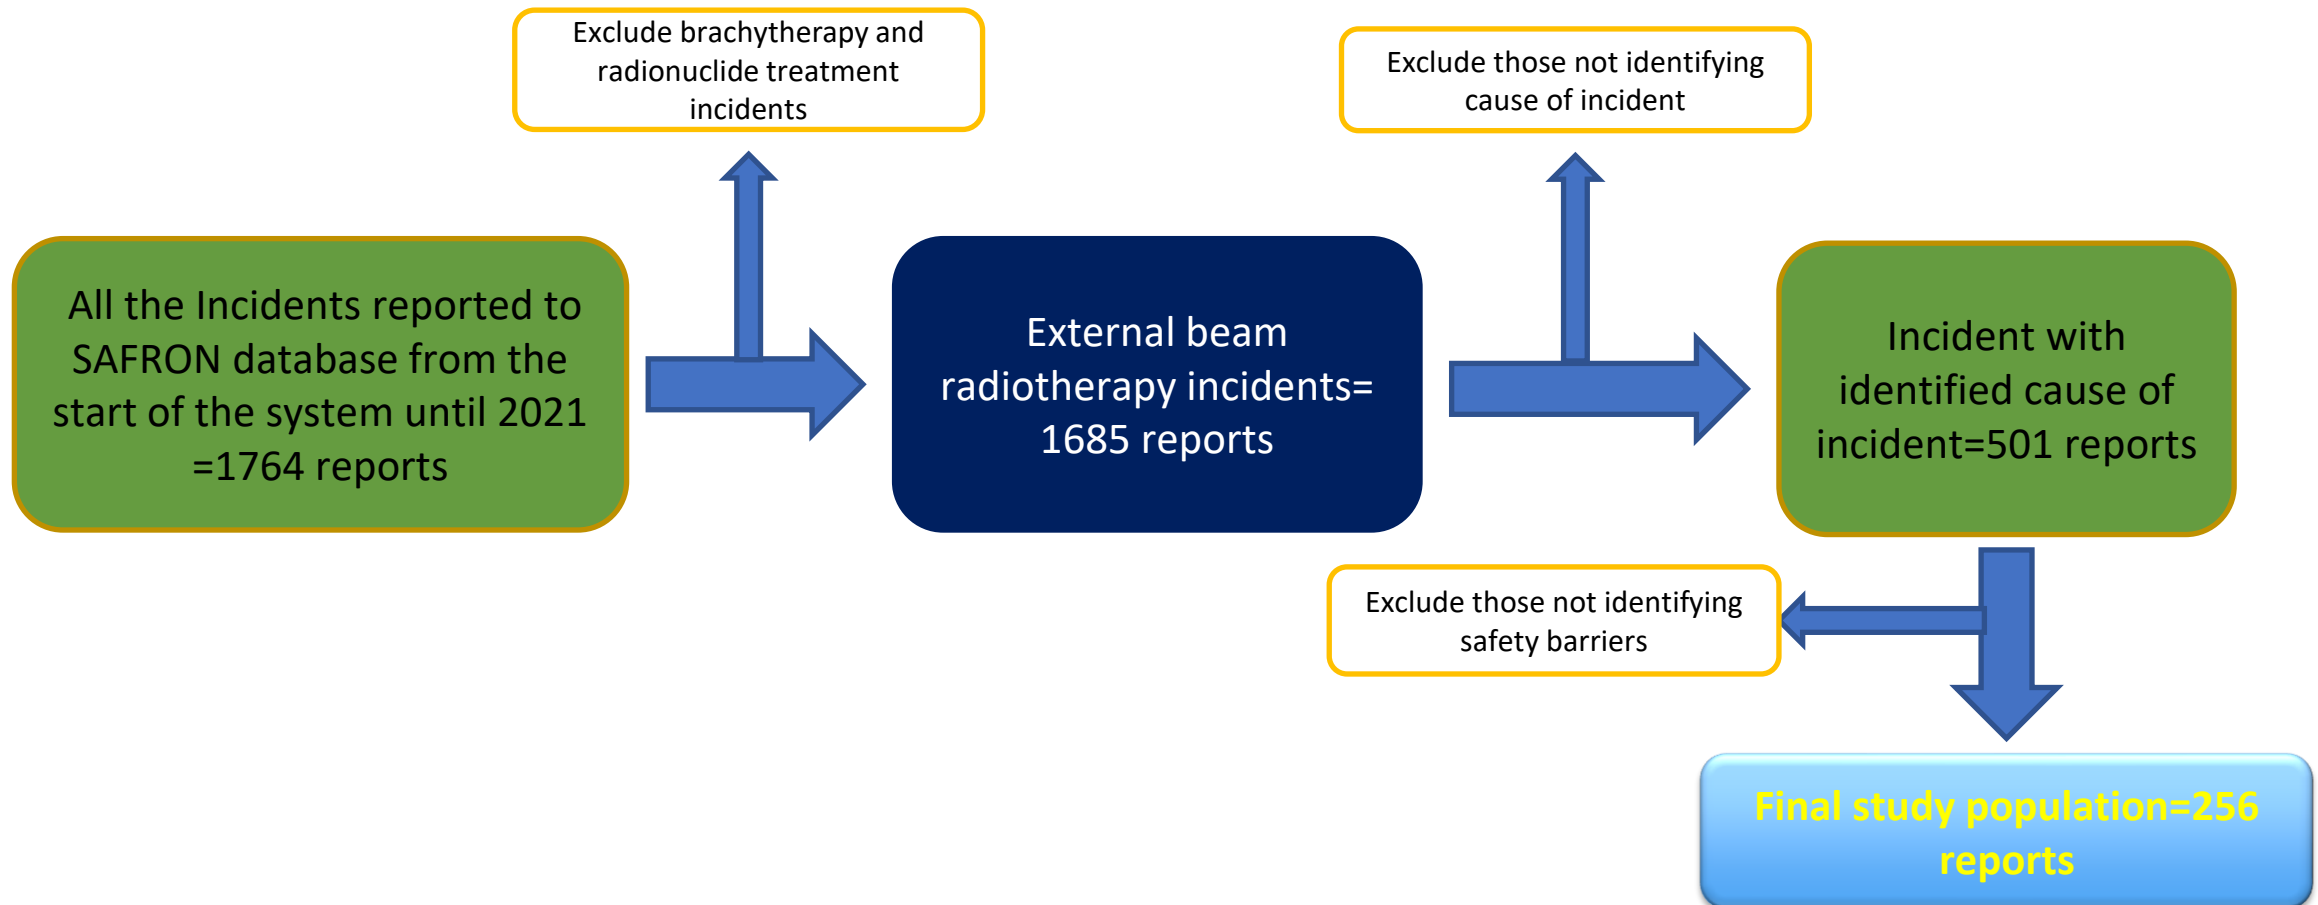 Exclude brachytherapy and
radionuclide treatment
incidents
Exclude those not identifying
cause of incident
All the Incidents reported to
SAFRON database from the
start of the system until 2021
=1764 reports
External beam
radiotherapy incidents=
1685 reports
Incident with
identified cause of
incident=501 reports
Exclude those not identifying
safety barriers
Final study population=256
reports